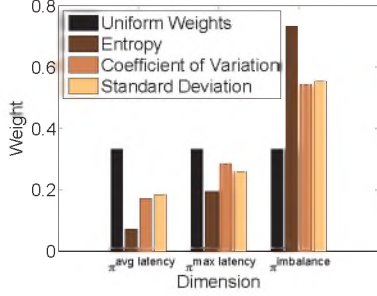 0.8
0.6
0.4
0.2
0
Weight
Uniform Weights
Entropy
Coefficient of Variation
Standard Deviation
π avg latency
π max latency
π imbalance
Dimension